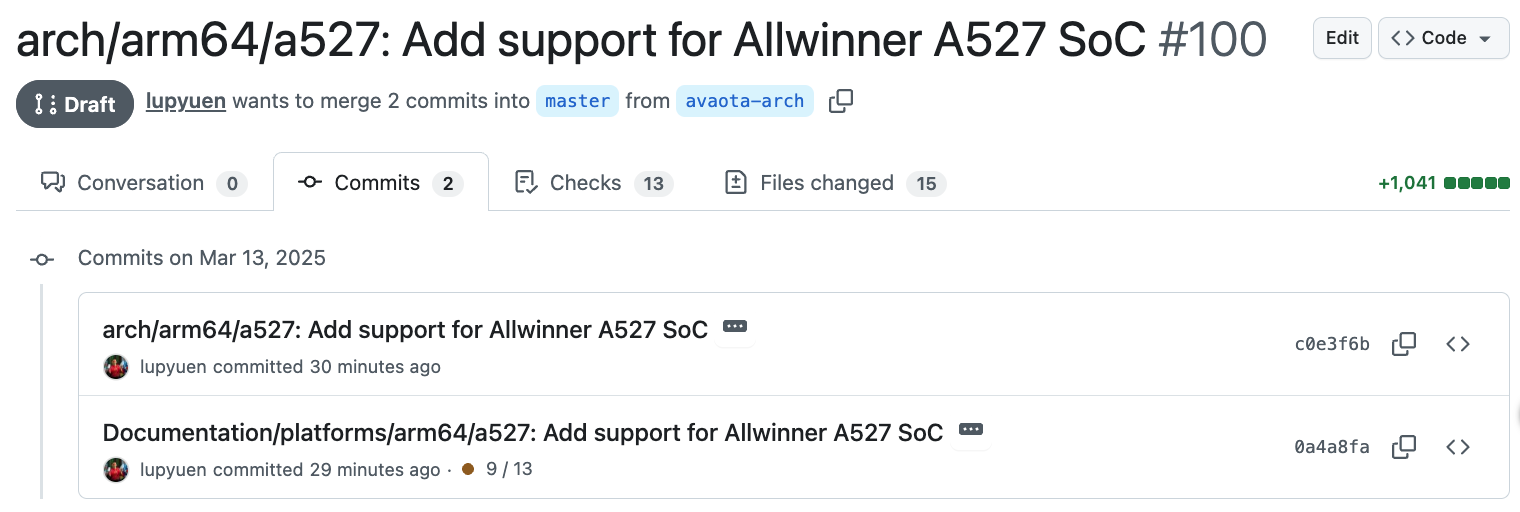 arch/arm64/a527: Add support for Allwinner A527 SoC #100
Edit
Code
Draft
lupyuen wants to merge 2 commits into master from avaota-arch
Conversation 0
Commits 2
Checks 13
Files changed 15
+1,041
Commits on Mar 13, 2025
arch/arm64/a527: Add support for Allwinner A527 SoC
c0e3f6b
lupyuen committed 30 minutes ago
Documentation/platforms/arm64/a527: Add support for Allwinner A527 SoC
0a4a8fa
lupyuen committed 29 minutes ago · 9 / 13